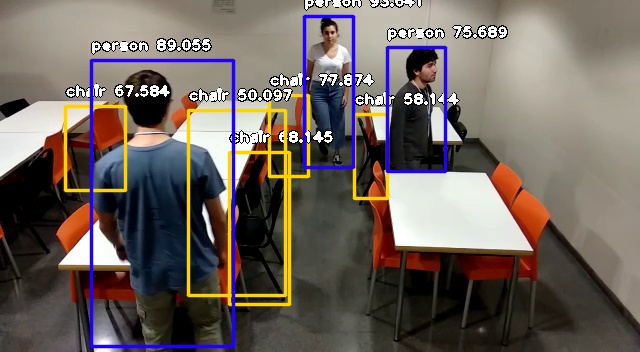 person 93.641
person 75.689
person 89.055
chair 77.874
chair 67.584
chair 50.097
chair 58.144
chair 68.145